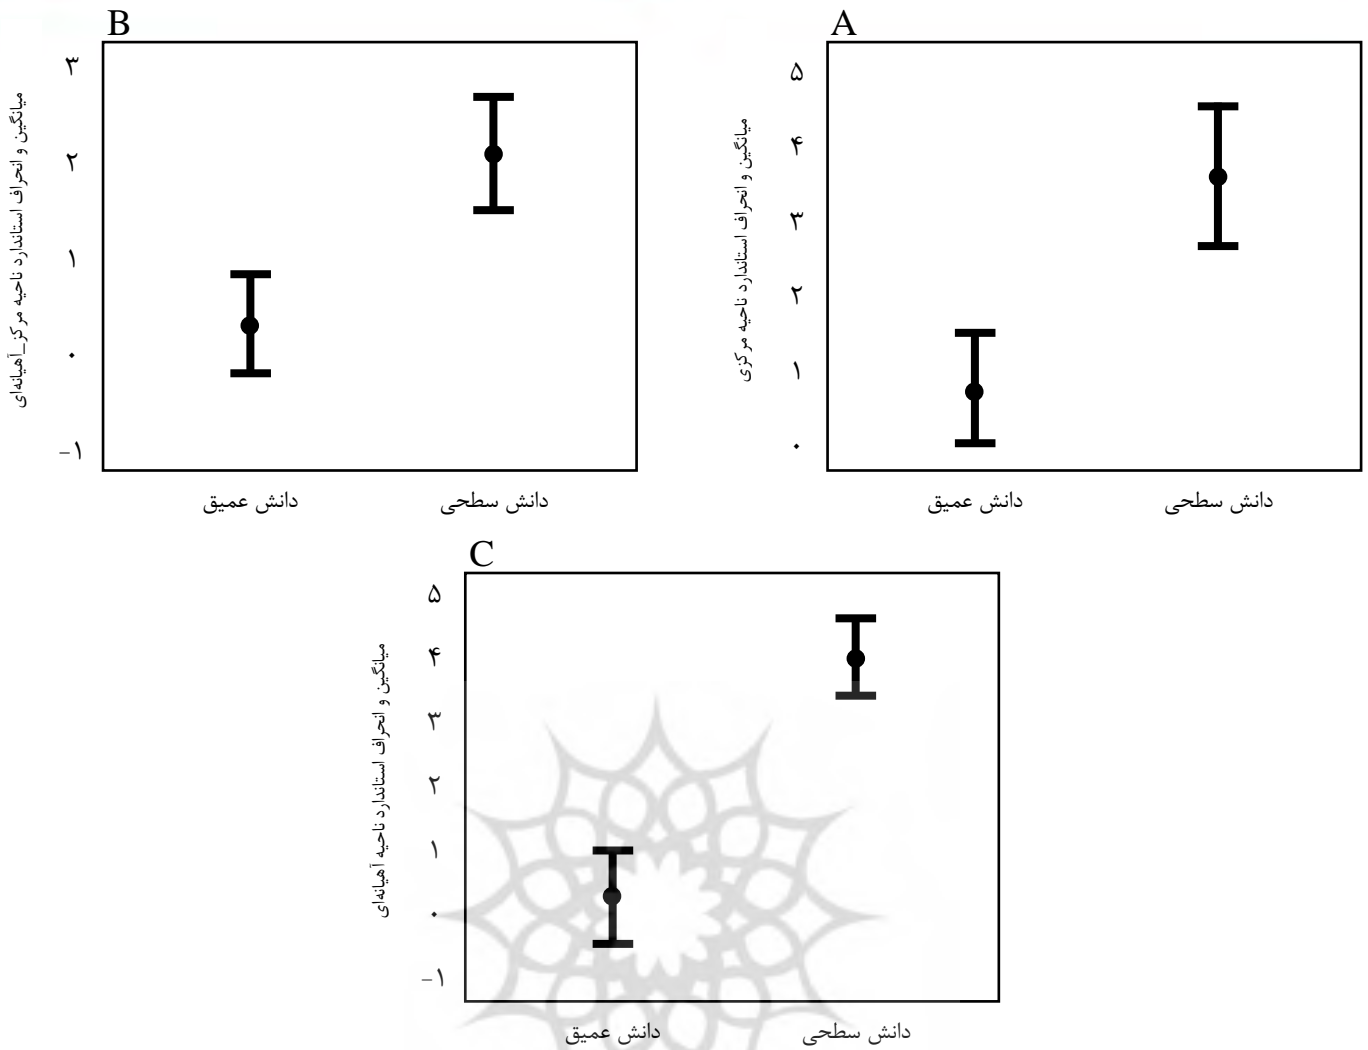 B
۳
۲
۱
۰
-۱
میانگین و انحراف استاندارد ناحیه مرکز_آهیانه‌ای
دانش عمیق
دانش سطحی
A
۵
۴
۳
۲
۱
۰
میانگین و انحراف استاندارد ناحیه مرکزی
دانش عمیق
دانش سطحی
C
۵
۴
۳
۲
۱
۰
-۱
میانگین و انحراف استاندارد ناحیه آهیانه‌ای
دانش عمیق
دانش سطحی